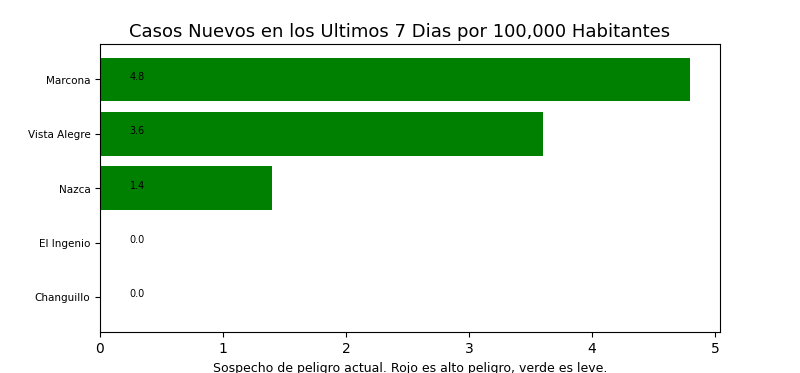 Casos Nuevos en los Ultimos 7 Dias por 100,000 Habitantes
Marcona 4.8
Vista Alegre 3.6
Nazca 1.4
El Ingenio 0.0
Changuillo 0.0
0 1 2 3 4 5
Sospecho de peligro actual. Rojo es alto peligro, verde es leve.